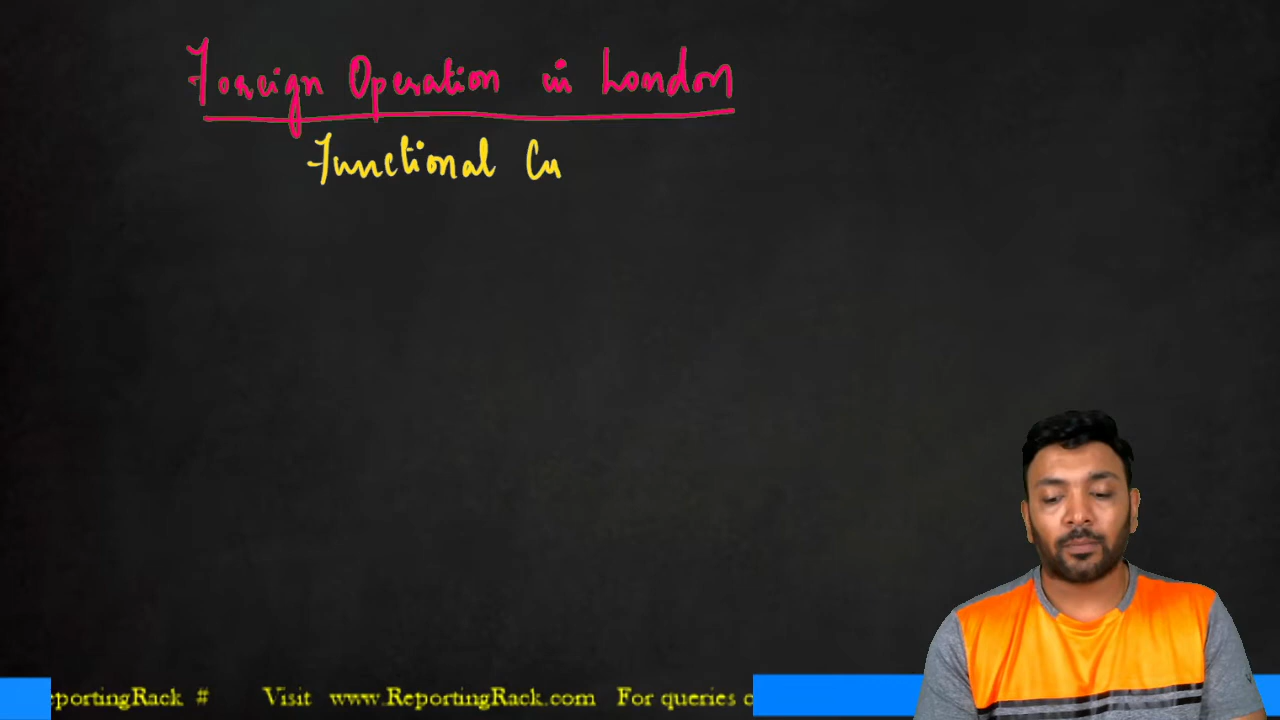 Foreign Operation in London
Functional Cu
eportingRack # Visit www.ReportingRack.com For queries